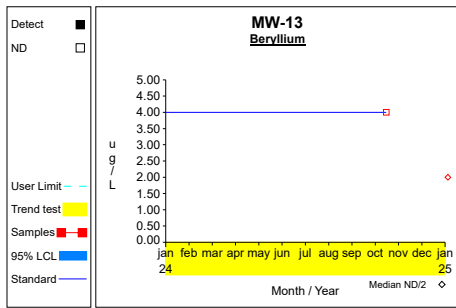 Detect
ND
User Limit
Trend test
Samples
95% LCL
Standard
MW-13
Beryllium
5.00
4.50
4.00
3.50
3.00
2.50
2.00
1.50
1.00
0.50
0.00
ug/L
jan feb mar apr may jun jul aug sep oct nov dec jan
24 25
Month / Year
Median ND/2